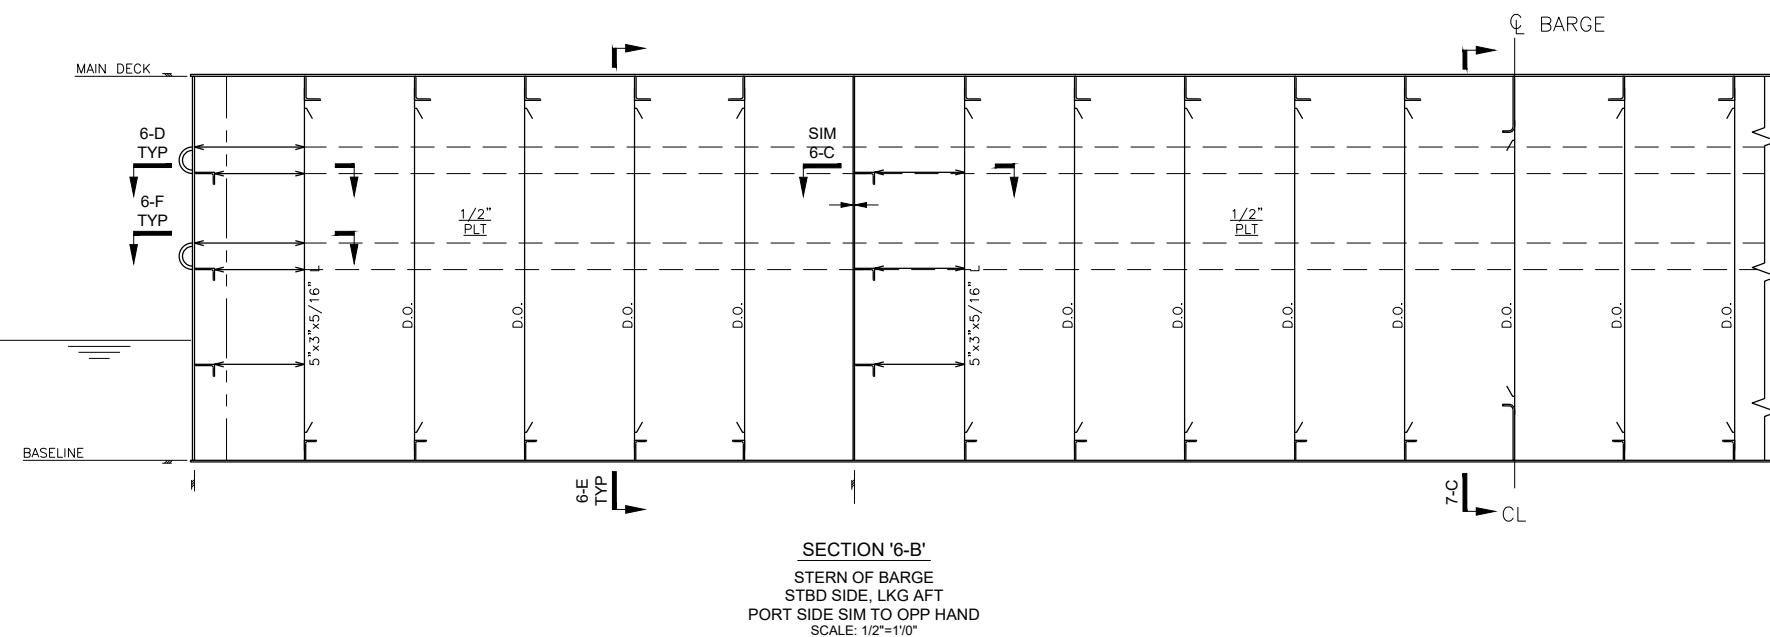 ℄ BARGE
MAIN DECK
6-D
TYP
SIM
6-C
6-F
TYP
1/2"
PLT
1/2"
PLT
5"x3"x5/16" L
D.O.
D.O.
D.O.
D.O.
5"x3"x5/16" L
D.O.
D.O.
D.O.
D.O.
D.O.
D.O.
D.O.
BASELINE
6-E
TYP
7-C
CL
SECTION '6-B'
STERN OF BARGE
STBD SIDE, LKG AFT
PORT SIDE SIM TO OPP HAND
SCALE: 1/2"=1'/0"